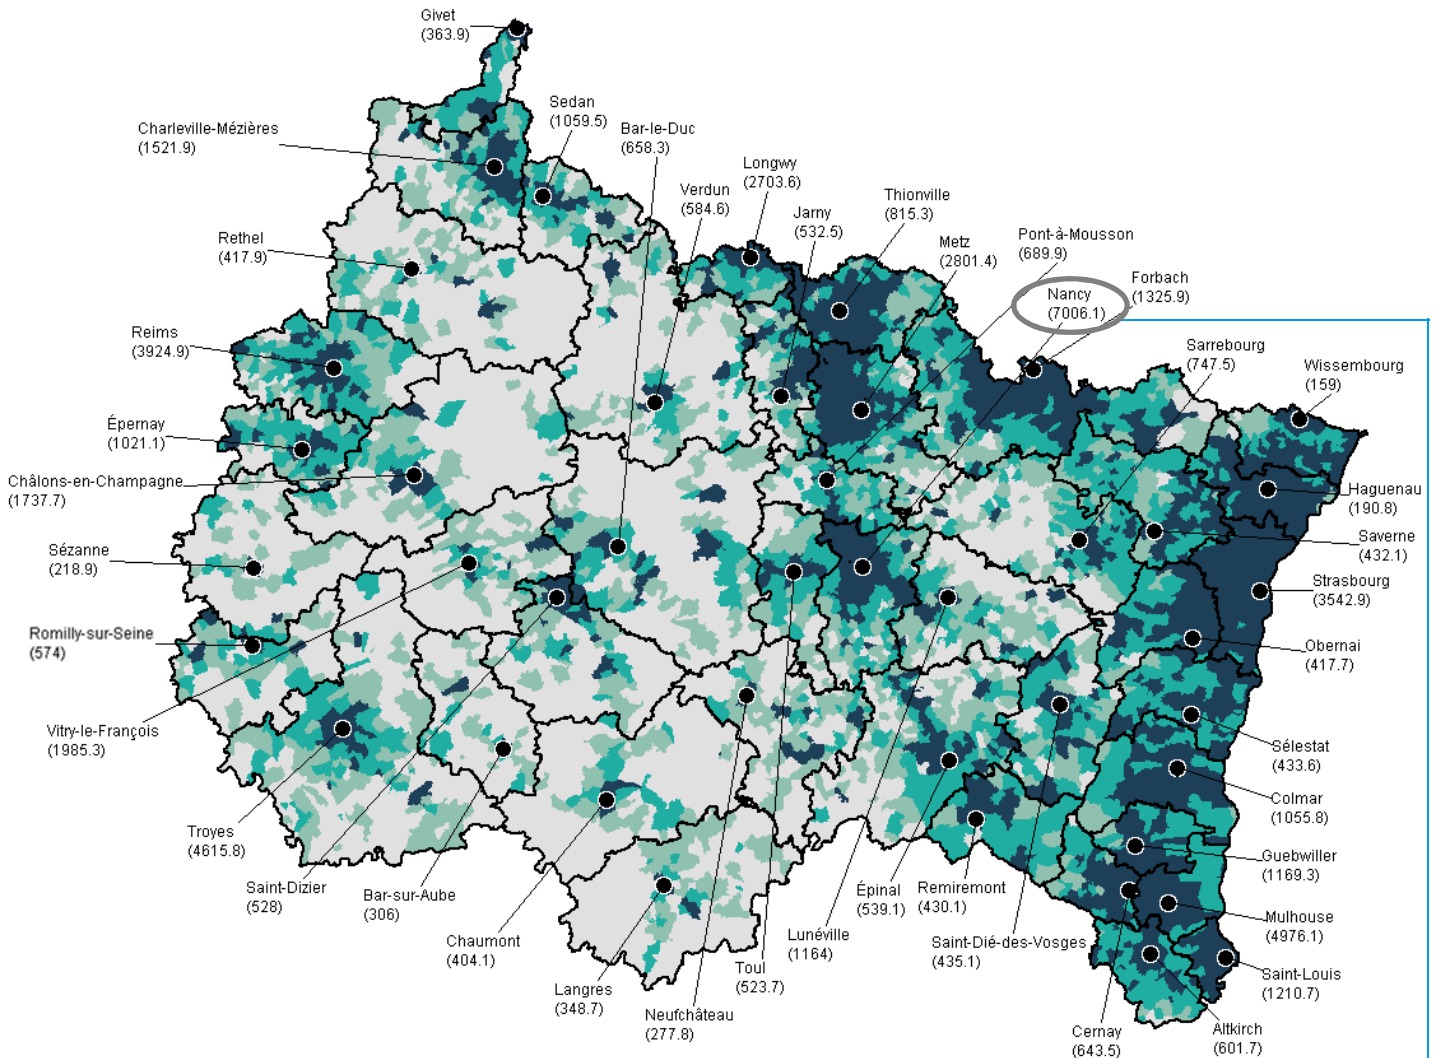 Givet
(363.9)
Charleville-Mézières
(1521.9)
Sedan
(1059.5)
Bar-le-Duc
(658.3)
Verdun
(584.6)
Longwy
(2703.6)
Jarny
(532.5)
Thionville
(815.3)
Metz
(2801.4)
Pont-à-Mousson
(689.9)
Nancy
(7006.1)
Forbach
(1325.9)
Sarrebourg
(747.5)
Wissembourg
(159)
Rethel
(417.9)
Reims
(3924.9)
Épernay
(1021.1)
Châlons-en-Champagne
(1737.7)
Sézanne
(218.9)
Romilly-sur-Seine
(574)
Vitry-le-François
(1985.3)
Troyes
(4615.8)
Saint-Dizier
(528)
Bar-sur-Aube
(306)
Chaumont
(404.1)
Langres
(348.7)
Neufchâteau
(277.8)
Toul
(523.7)
Lunéville
(1164)
Épinal
(539.1)
Remiremont
(430.1)
Saint-Dié-des-Vosges
(435.1)
Haguenau
(190.8)
Saverne
(432.1)
Strasbourg
(3542.9)
Obernai
(417.7)
Sélestat
(433.6)
Colmar
(1055.8)
Guebwiller
(1169.3)
Mulhouse
(4976.1)
Saint-Louis
(1210.7)
Altkirch
(601.7)
Cernay
(643.5)